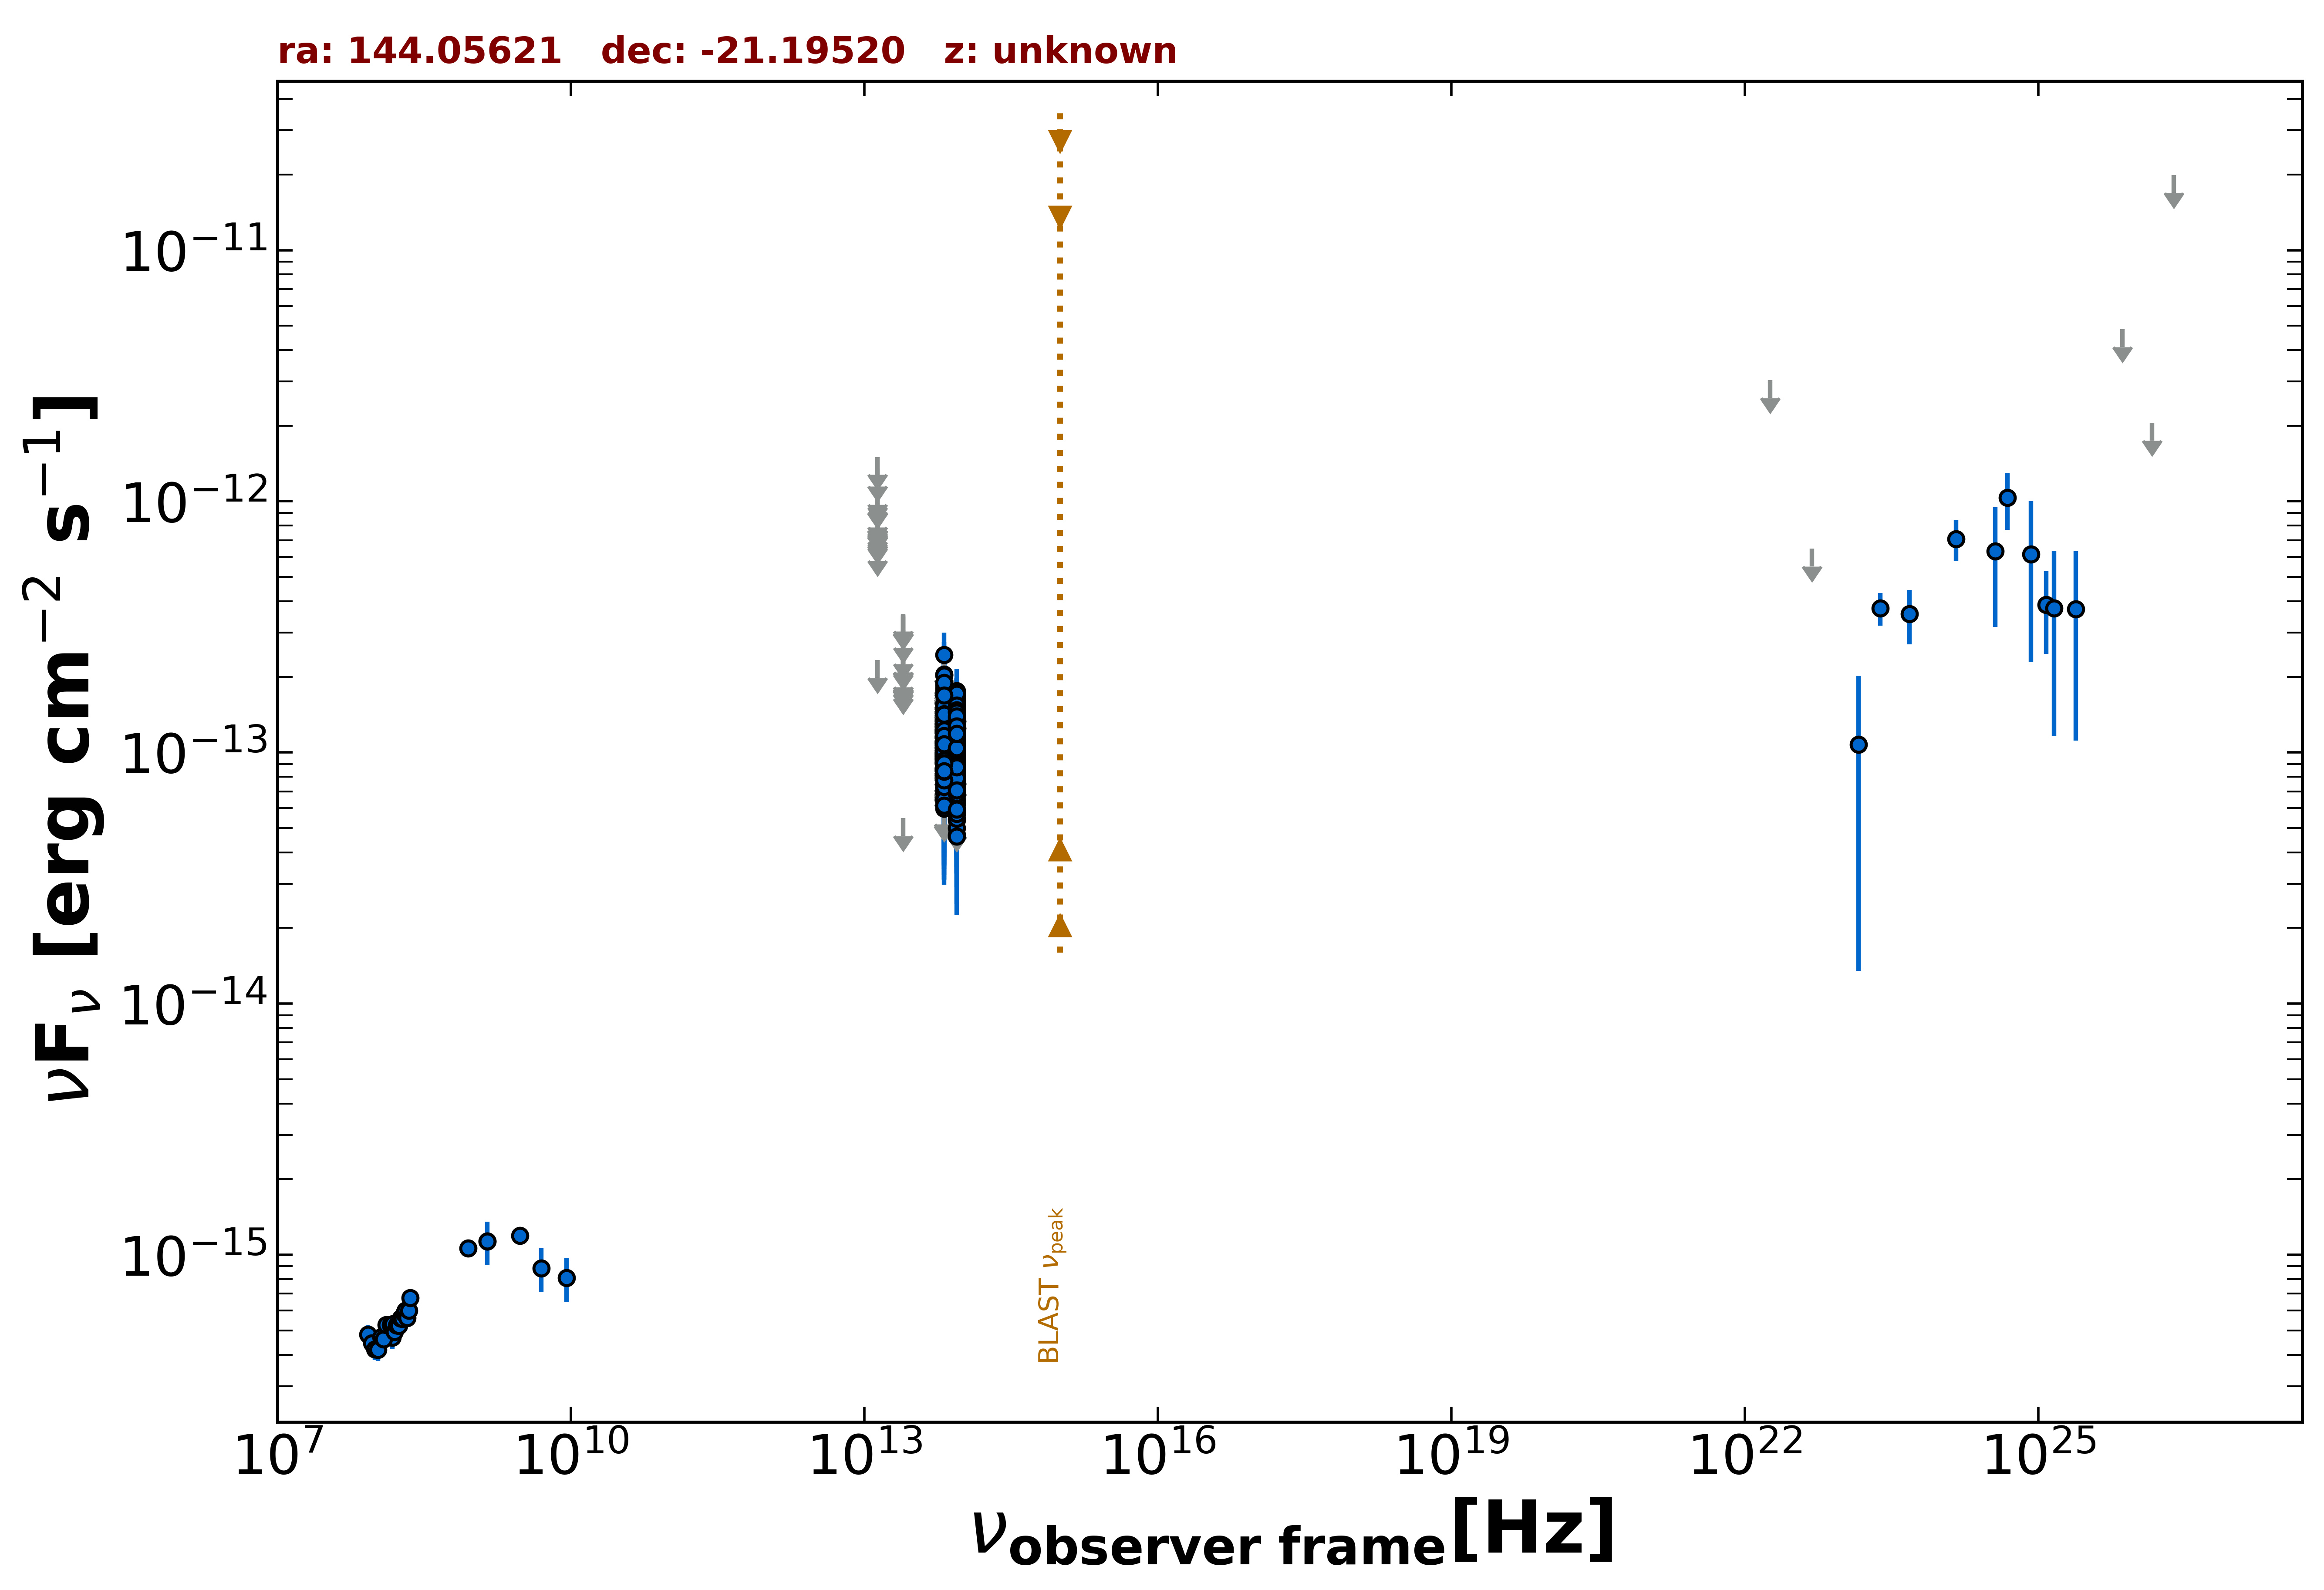 ra: 144.05621   dec: -21.19520   z: unknown
10⁻¹¹
10⁻¹²
10⁻¹³
10⁻¹⁴
10⁻¹⁵
νFν [erg cm⁻² s⁻¹]
BLAST νpeak
10⁷ 10¹⁰ 10¹³ 10¹⁶ 10¹⁹ 10²² 10²⁵
νobserver frame[Hz]